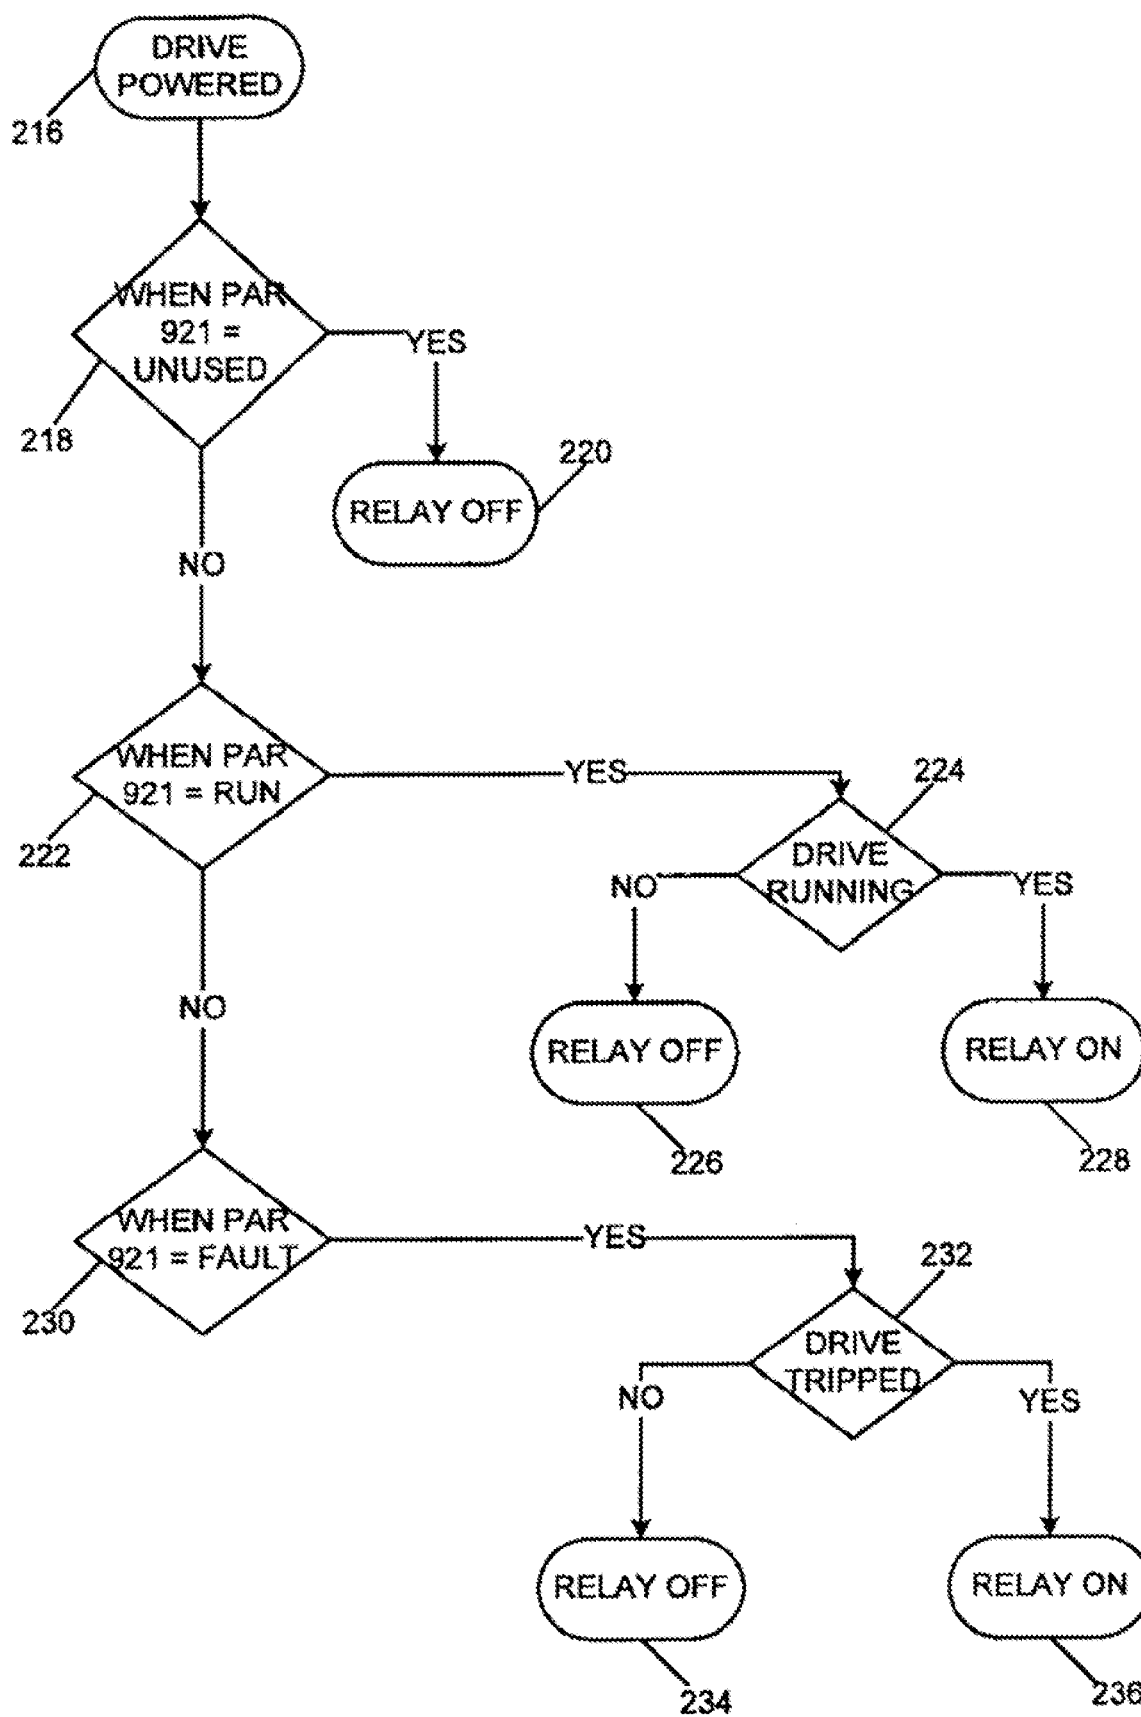 DRIVE
POWERED
216
WHEN PAR
921 =
UNUSED
YES
218
220
RELAY OFF
NO
WHEN PAR
921 = RUN
YES
224
222
DRIVE
RUNNING
NO
YES
NO
RELAY OFF
RELAY ON
226
228
WHEN PAR
921 = FAULT
YES
232
230
DRIVE
TRIPPED
NO
YES
RELAY OFF
RELAY ON
234
236